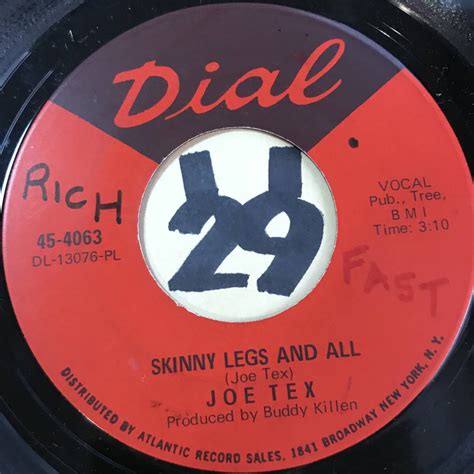 Dial
RICH
45-4063
DL-13076-PL
29
VOCAL
Pub., Tree,
BMI
Time: 3:10
FAST
SKINNY LEGS AND ALL
(Joe Tex)
JOE TEX
Produced by Buddy Killen
DISTRIBUTED BY ATLANTIC RECORD SALES, 1841 BROADWAY NEW YORK, N.Y.